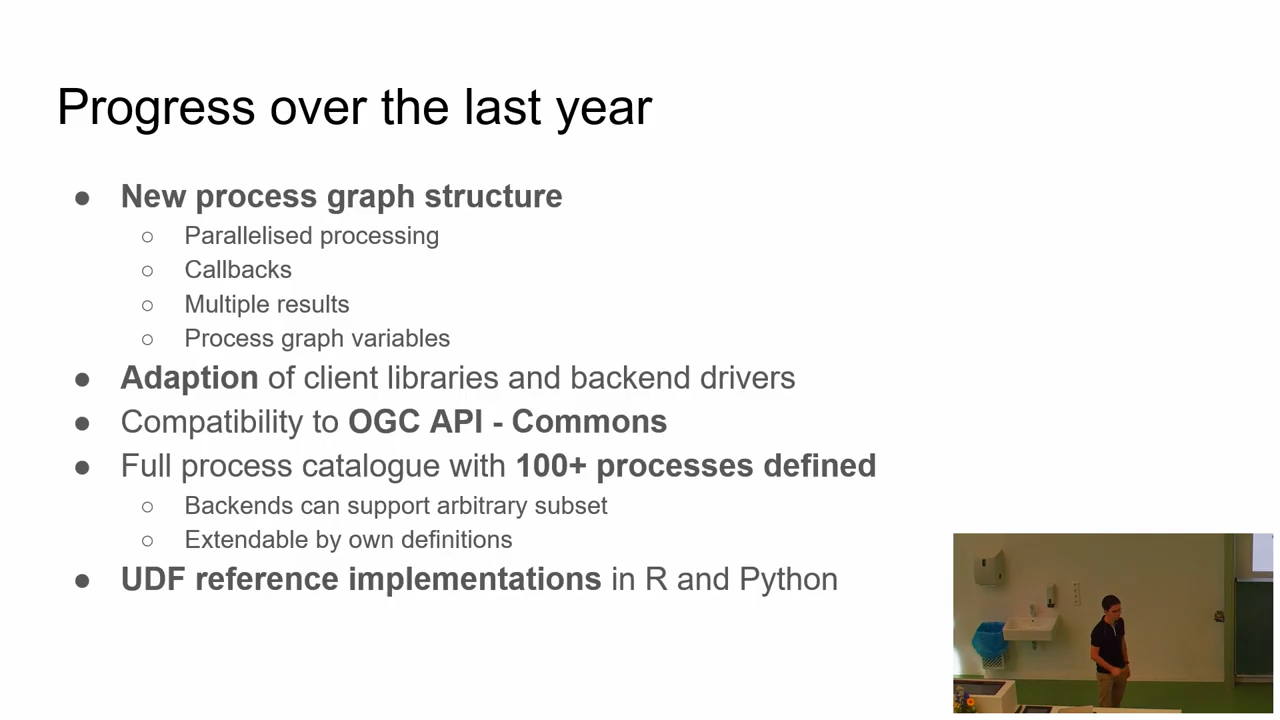 Progress over the last year
● New process graph structure
○ Parallelised processing
○ Callbacks
○ Multiple results
○ Process graph variables
● Adaption of client libraries and backend drivers
● Compatibility to OGC API - Commons
● Full process catalogue with 100+ processes defined
○ Backends can support arbitrary subset
○ Extendable by own definitions
● UDF reference implementations in R and Python